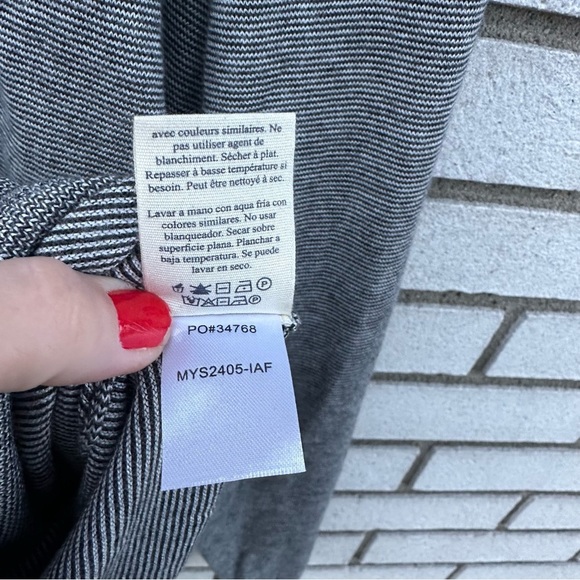 avec couleurs similaires. Ne
pas utiliser agent de
blanchiment. Sécher à plat.
Repasser à basse température si
besoin. Peut être nettoyé à sec.
Lavar a mano con agua fría con
colores similares. No usar
blanqueador. Secar sobre
superficie plana. Planchar a
baja temperatura. Se puede
lavar en seco.
PO#34768
MYS2405-IAF